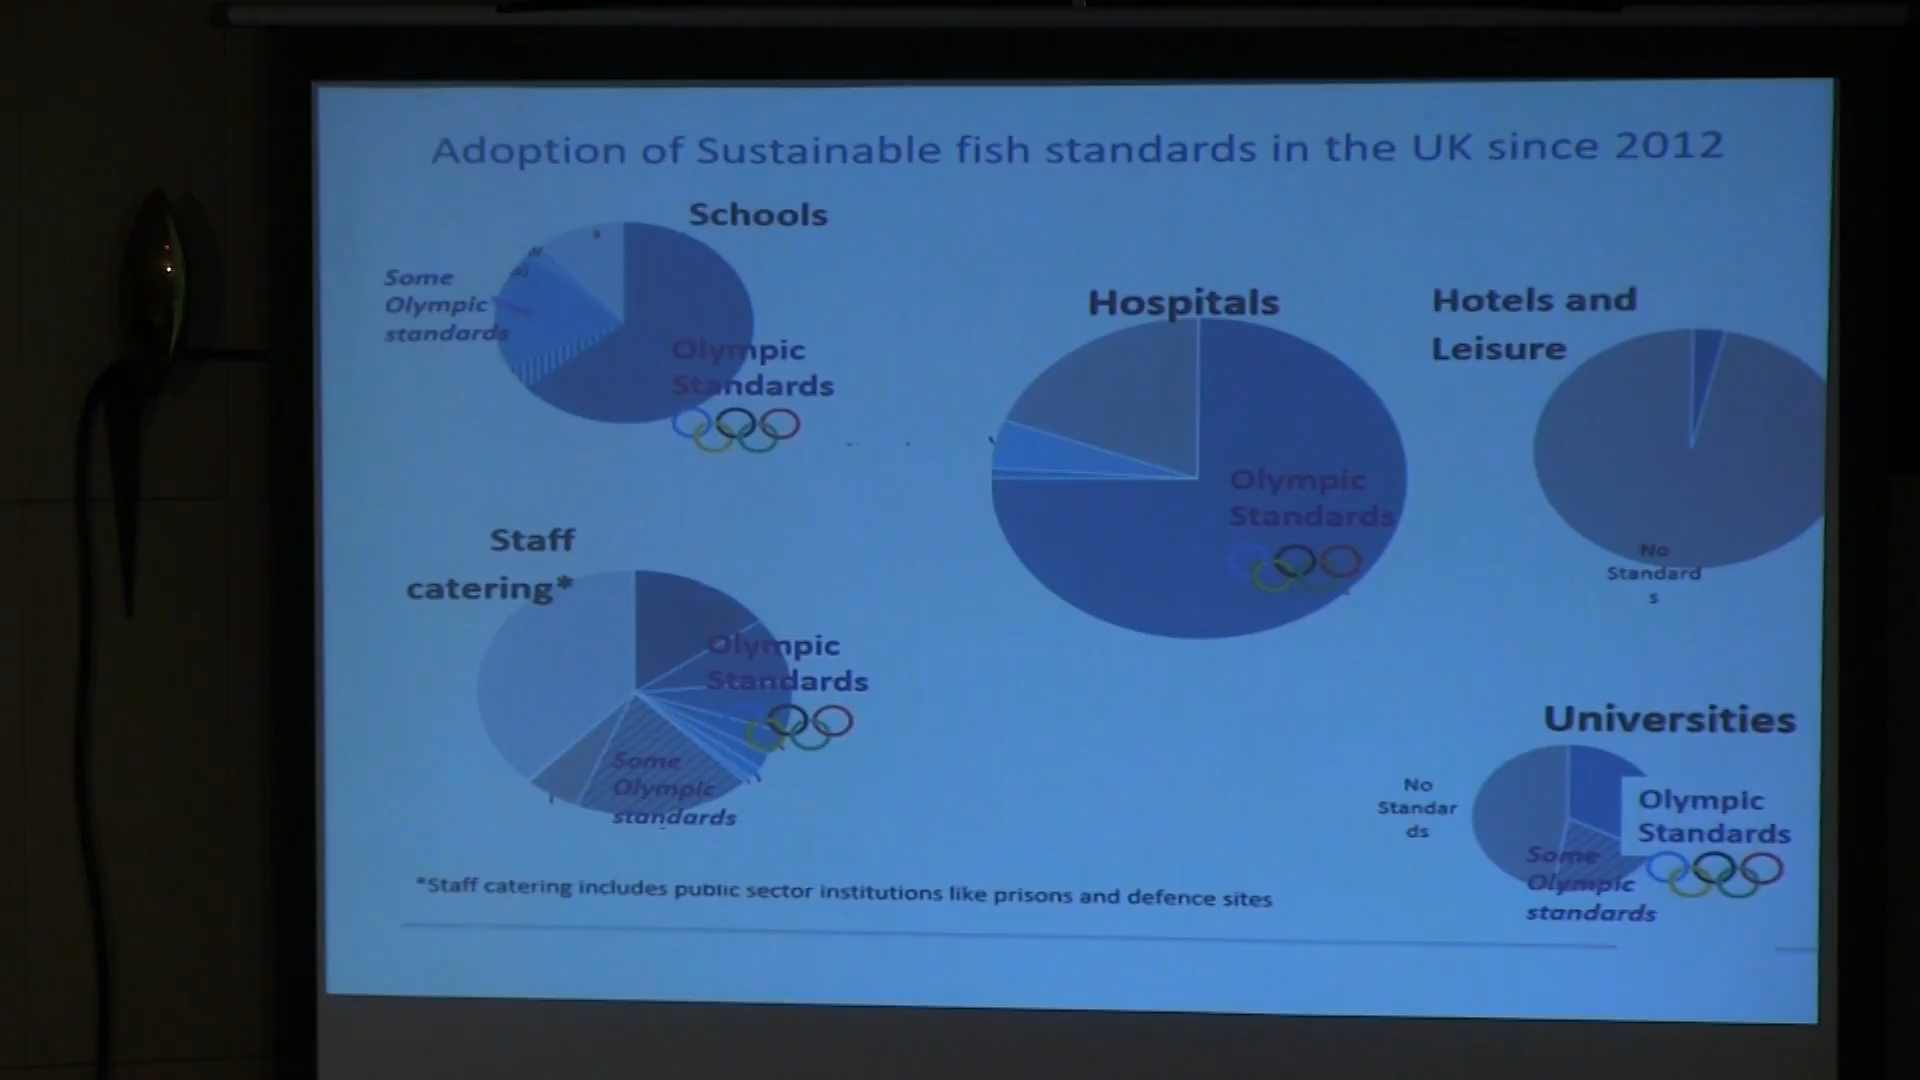 Adoption of Sustainable fish standards in the UK since 2012
Schools
Some
Olympic
standards
Olympic
Standards
Hospitals
Olympic
Standards
Hotels and
Leisure
No
Standard
s
Staff
catering*
Olympic
Standards
Some
Olympic
standards
Universities
No
Standar
ds
Olympic
Standards
Some
Olympic
standards
*Staff catering includes public sector institutions like prisons and defence sites